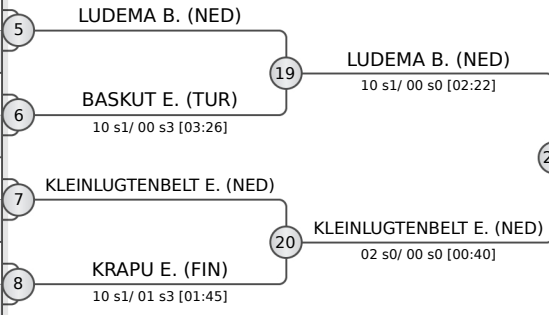 LUDEMA B. (NED)
5
19
LUDEMA B. (NED)
10 s1/ 00 s0 [02:22]
BASKUT E. (TUR)
6
10 s1/ 00 s3 [03:26]
KLEINLUGTENBELT E. (NED)
7
20
KLEINLUGTENBELT E. (NED)
02 s0/ 00 s0 [00:40]
KRAPU E. (FIN)
8
10 s1/ 01 s3 [01:45]